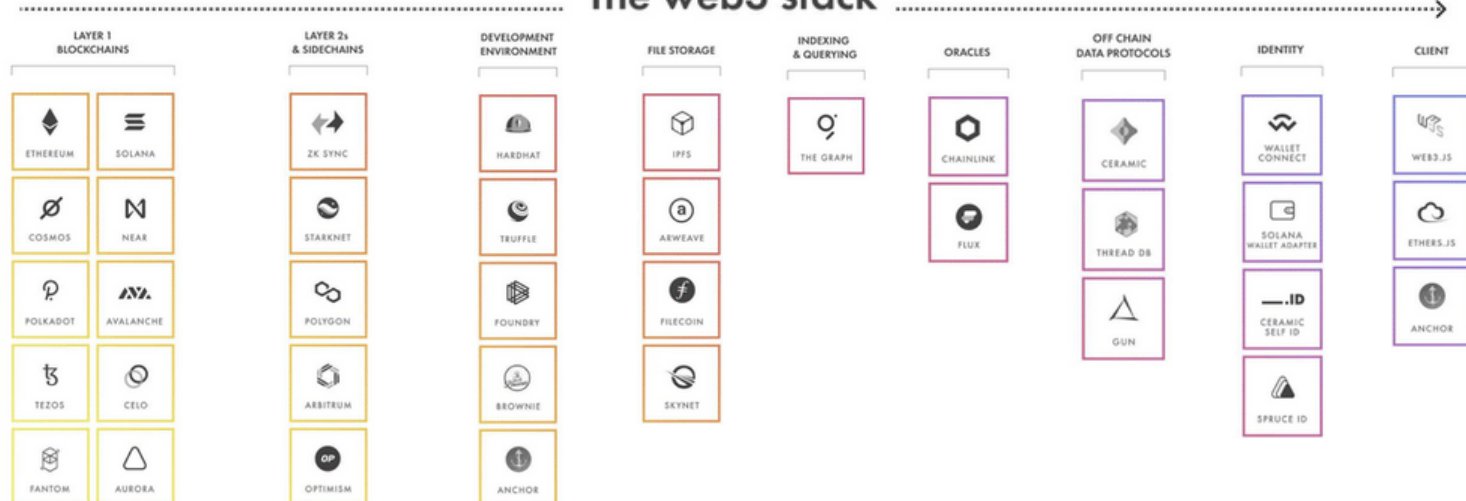 The web3 stack
LAYER 1
BLOCKCHAINS
ETHEREUM
SOLANA
COSMOS
NEAR
POLKADOT
AVALANCHE
TEZOS
CELO
FANTOM
AURORA
LAYER 2s
& SIDECHAINS
ZK SYNC
STARKNET
POLYGON
ARBITRUM
OP
OPTIMISM
DEVELOPMENT
ENVIRONMENT
HARDHAT
TRUFFLE
FOUNDRY
BROWNIE
ANCHOR
FILE STORAGE
IPFS
a
ARWEAVE
FILECOIN
SKYNET
INDEXING
& QUERYING
THE GRAPH
ORACLES
CHAINLINK
FLUX
OFF CHAIN
DATA PROTOCOLS
CERAMIC
THREAD DB
GUN
IDENTITY
WALLET
CONNECT
SOLANA
WALLET ADAPTER
__.ID
CERAMIC
SELF ID
SPRUCE ID
CLIENT
W3JS
WEB3.JS
ETHERS.JS
ANCHOR